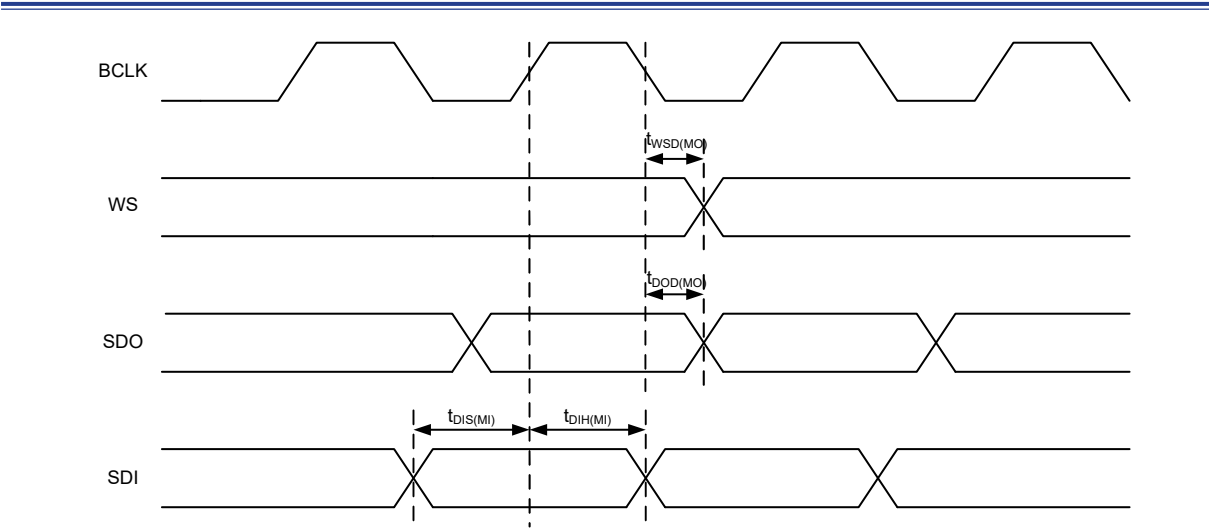 BCLK
tWSD(MO)
WS
tDOD(MO)
SDO
tDIS(MI) tDIH(MI)
SDI